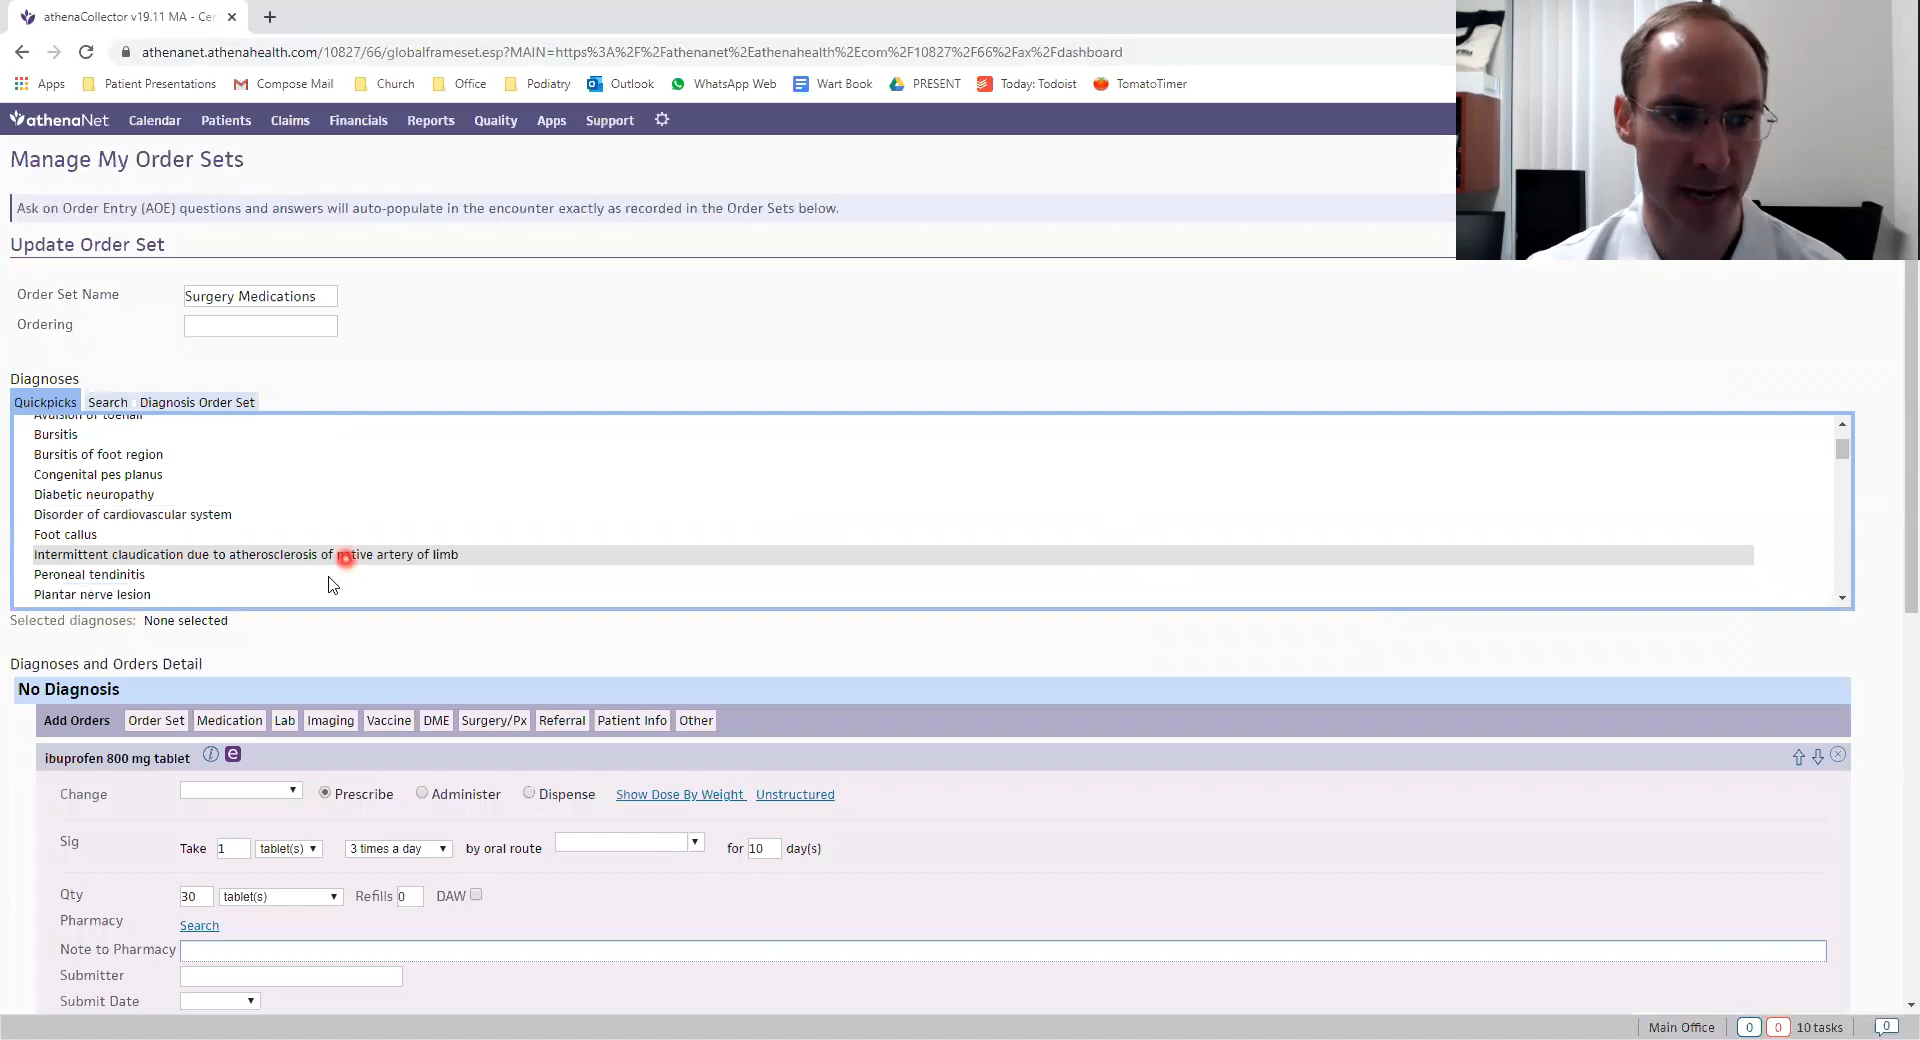 athenaCollector v19.11 MA - Cer
athenanet.athenahealth.com/10827/66/globalframeset.esp?MAIN=https%3A%2F%2Fathenanet%2Eathenahealth%2Ecom%2F10827%2F66%2Fax%2Fdashboard
Apps Patient Presentations Compose Mail Church Office Podiatry Outlook WhatsApp Web Wart Book PRESENT Today: Todoist TomatoTimer
athenaNet Calendar Patients Claims Financials Reports Quality Apps Support
Manage My Order Sets
Ask on Order Entry (AOE) questions and answers will auto-populate in the encounter exactly as recorded in the Order Sets below.
Update Order Set
Order Set Name Surgery Medications
Ordering
Diagnoses
Quickpicks Search Diagnosis Order Set
Avulsion of toenail
Bursitis
Bursitis of foot region
Congenital pes planus
Diabetic neuropathy
Disorder of cardiovascular system
Foot callus
Intermittent claudication due to atherosclerosis of native artery of limb
Peroneal tendinitis
Plantar nerve lesion
Selected diagnoses: None selected
Diagnoses and Orders Detail
No Diagnosis
Add Orders Order Set Medication Lab Imaging Vaccine DME Surgery/Px Referral Patient Info Other
ibuprofen 800 mg tablet i e
Change Prescribe Administer Dispense Show Dose By Weight Unstructured
Sig Take 1 tablet(s) 3 times a day by oral route for 10 day(s)
Qty 30 tablet(s) Refills 0 DAW
Pharmacy Search
Note to Pharmacy
Submitter
Submit Date
Main Office 0 0 10 tasks 0